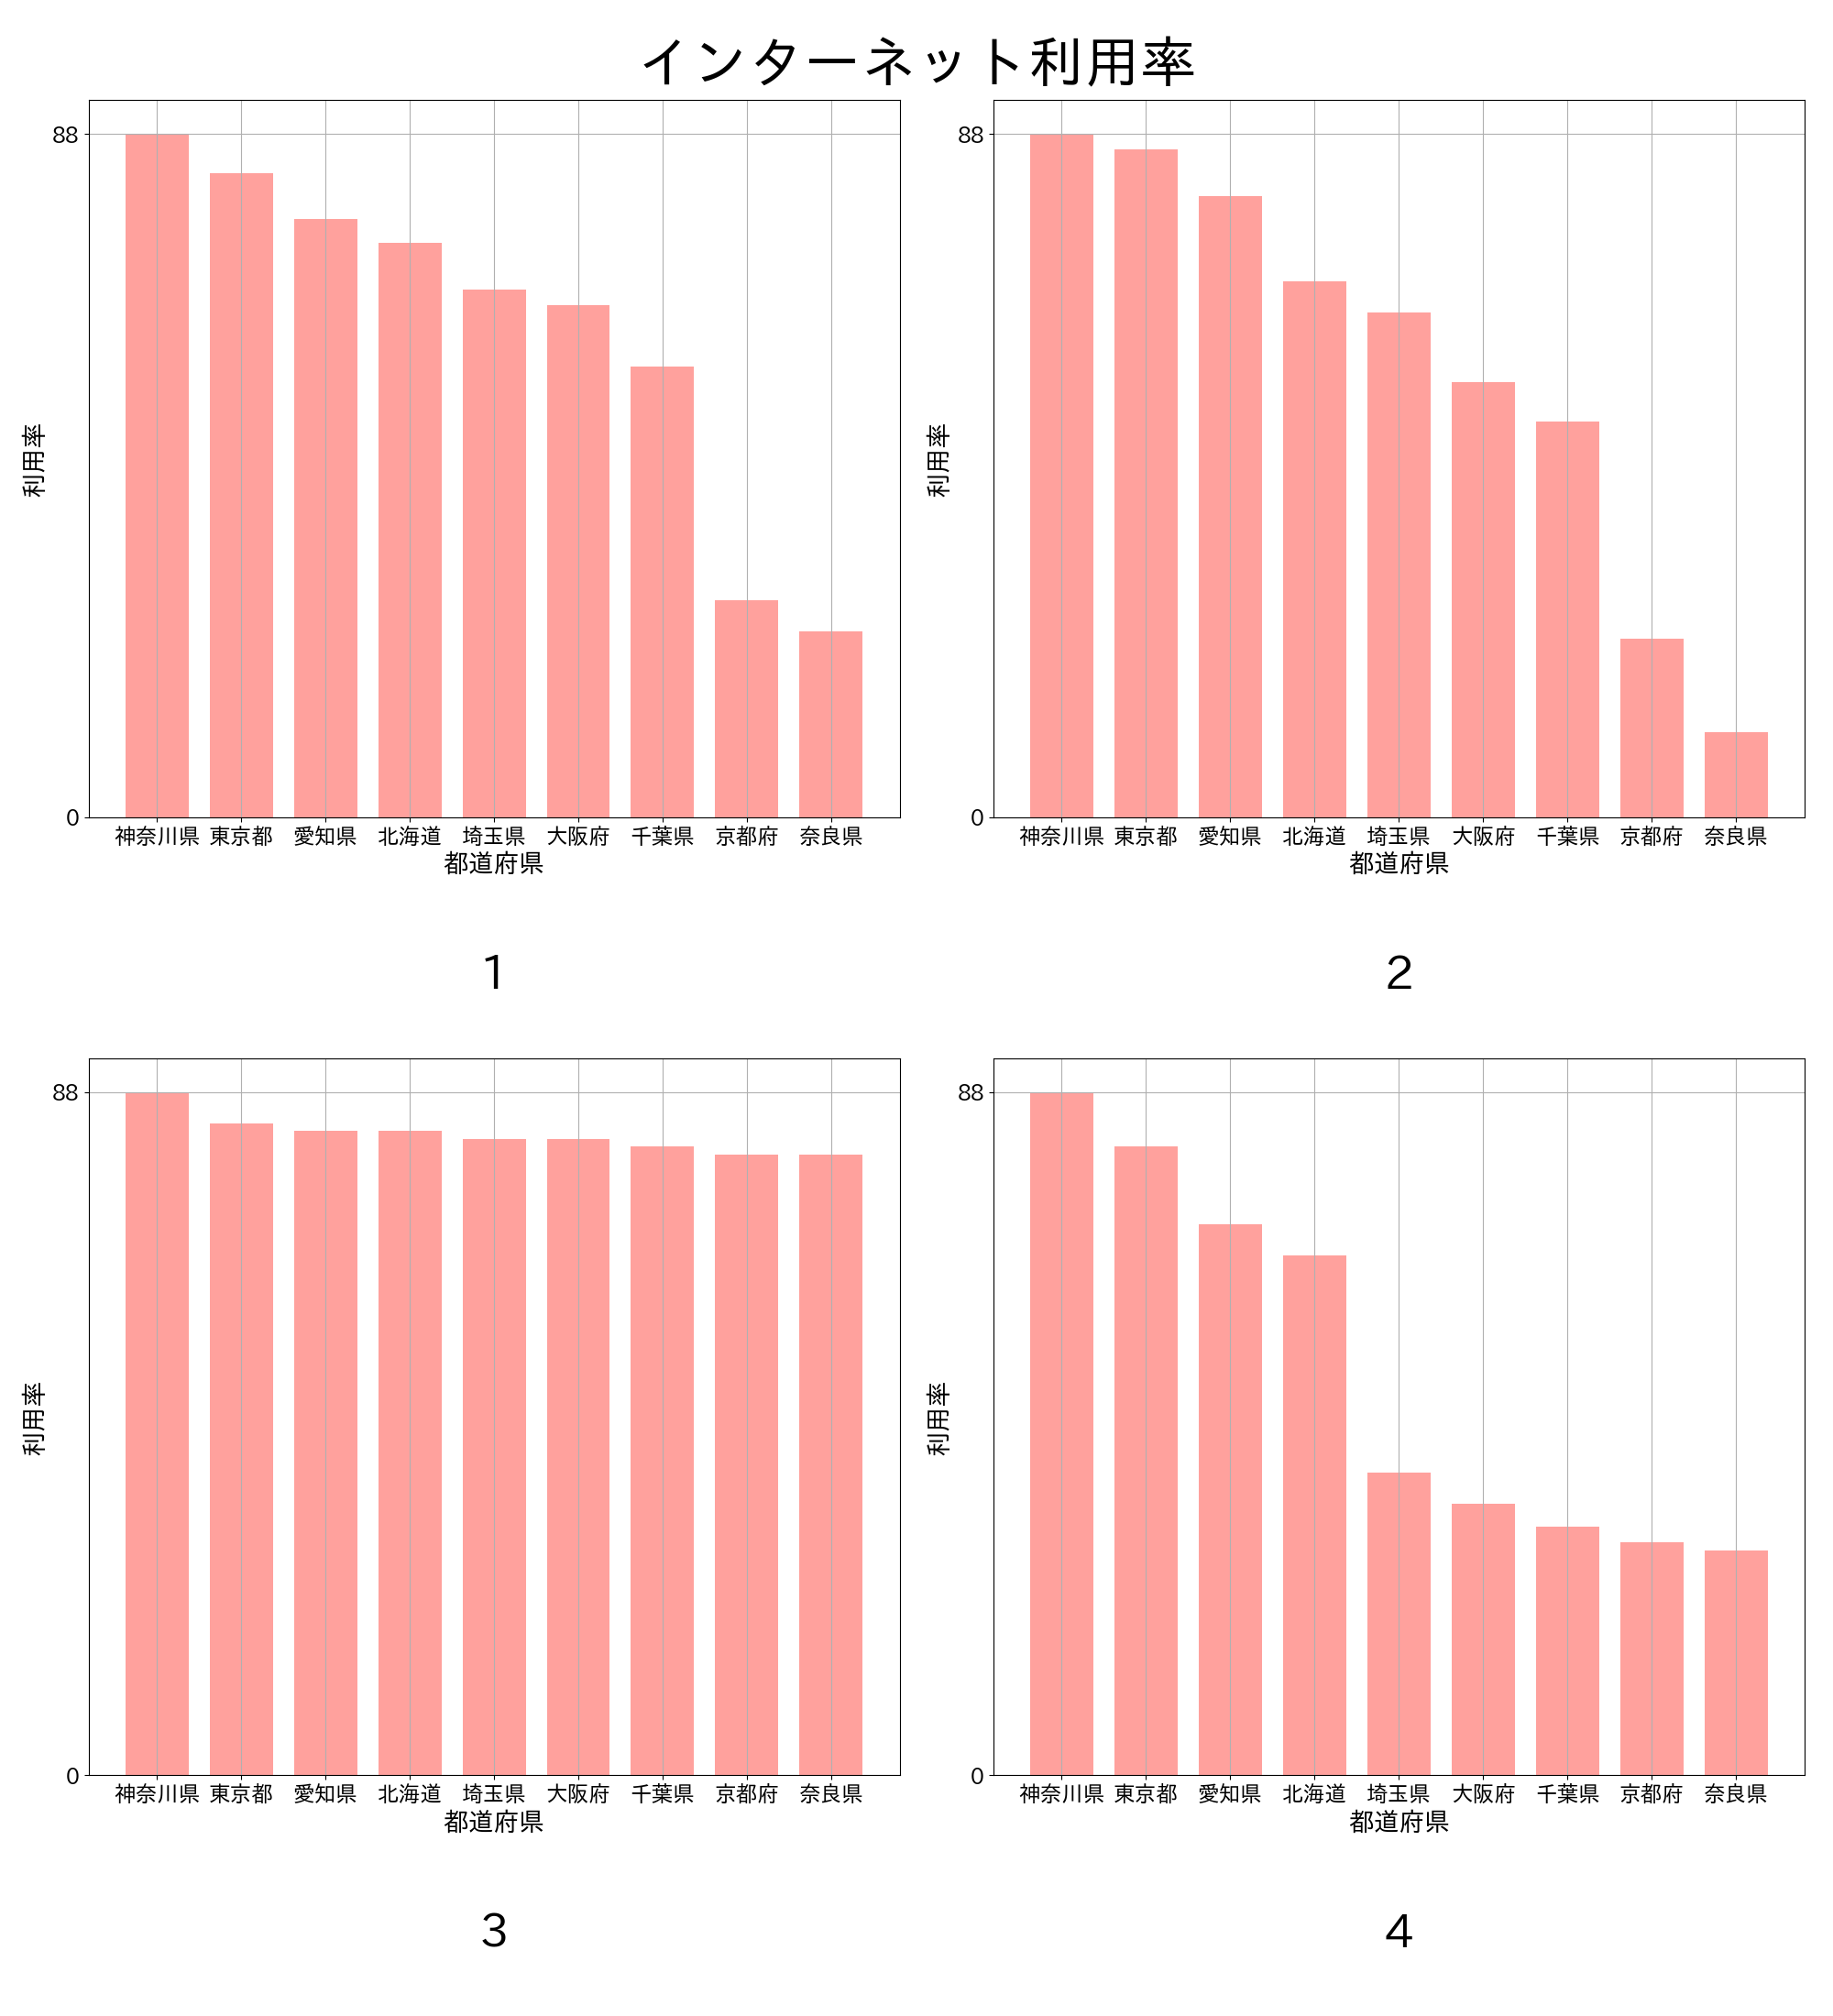 インターネット利用率
88
0
利用率
神奈川県 東京都 愛知県 北海道 埼玉県 大阪府 千葉県 京都府 奈良県
都道府県
1
88
0
利用率
神奈川県 東京都 愛知県 北海道 埼玉県 大阪府 千葉県 京都府 奈良県
都道府県
2
88
0
利用率
神奈川県 東京都 愛知県 北海道 埼玉県 大阪府 千葉県 京都府 奈良県
都道府県
3
88
0
利用率
神奈川県 東京都 愛知県 北海道 埼玉県 大阪府 千葉県 京都府 奈良県
都道府県
4